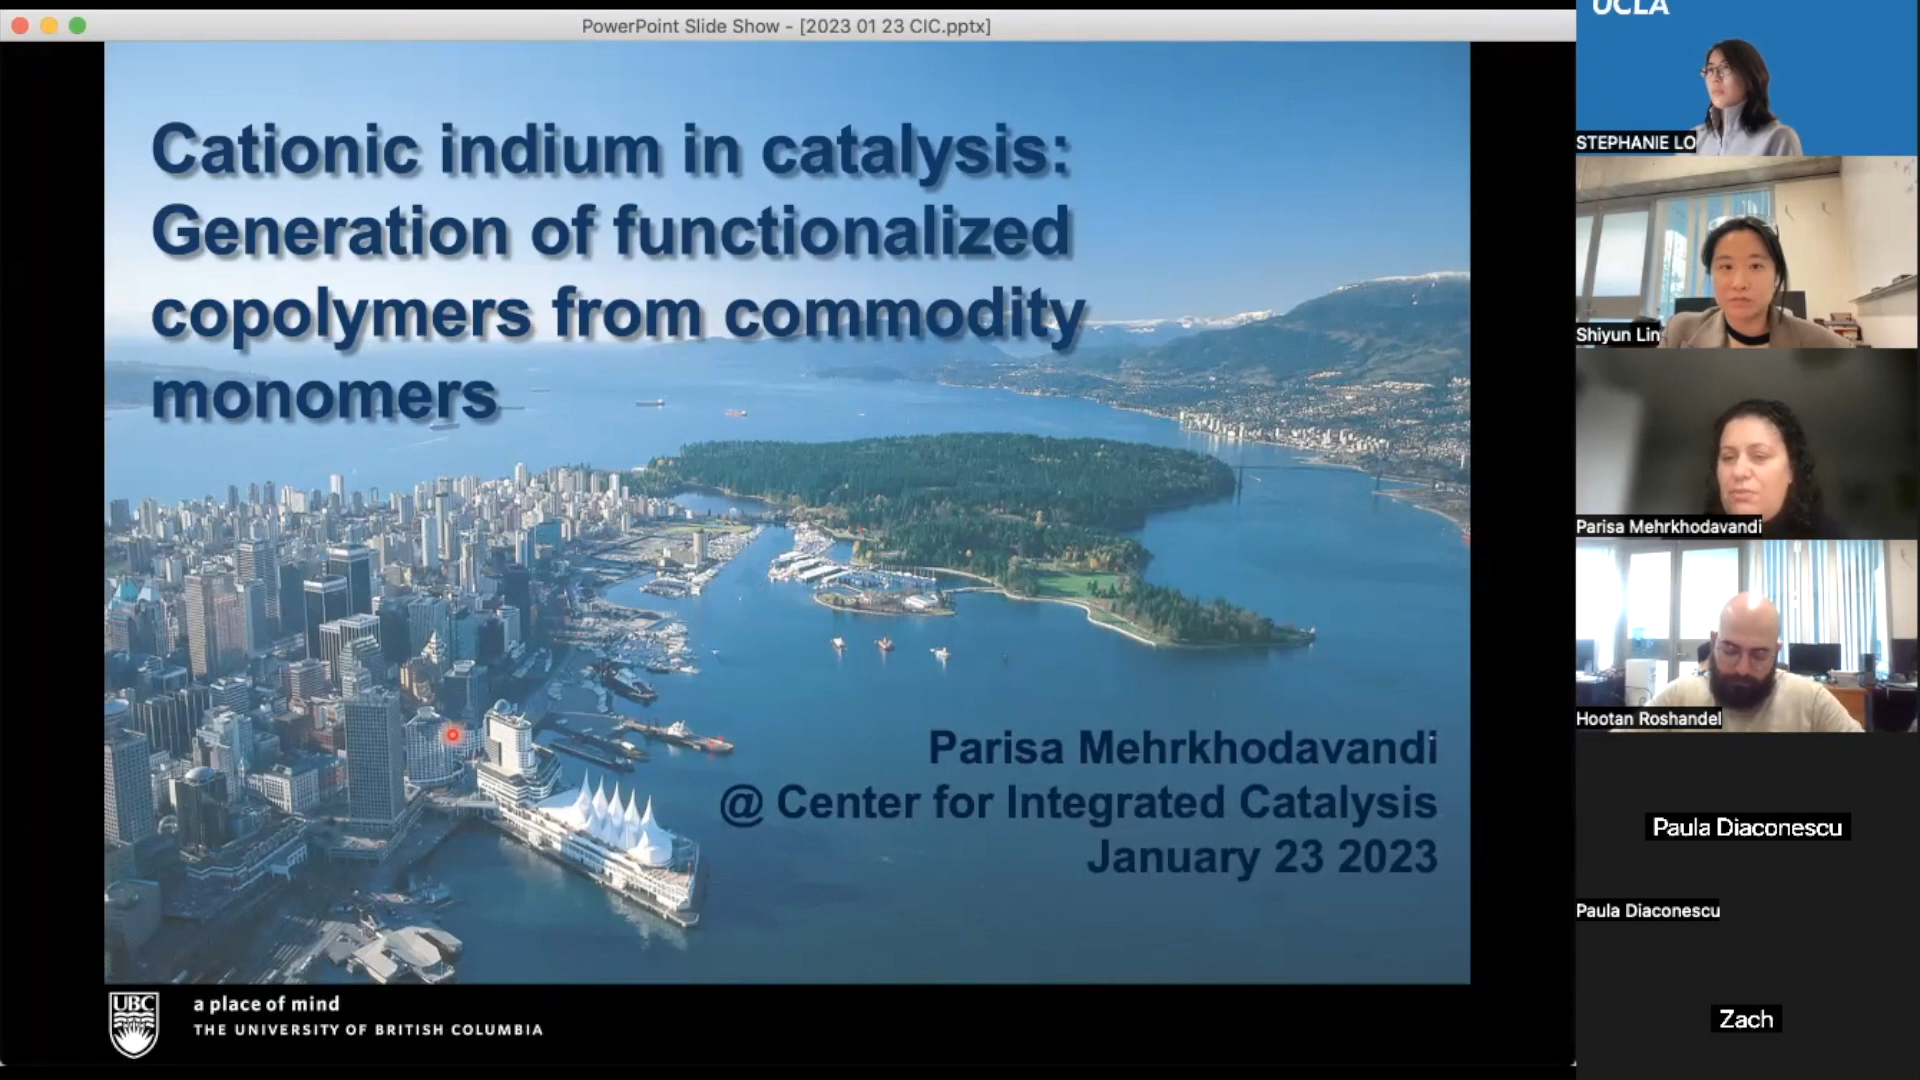 PowerPoint Slide Show - [2023 01 23 CIC.pptx]
Cationic indium in catalysis:
Generation of functionalized
copolymers from commodity
monomers
Parisa Mehrkhodavandi
@ Center for Integrated Catalysis
January 23 2023
UBC
a place of mind
THE UNIVERSITY OF BRITISH COLUMBIA
UCLA
STEPHANIE LO
Shiyun Lin
Parisa Mehrkhodavandi
Hootan Roshandel
Paula Diaconescu
Paula Diaconescu
Zach